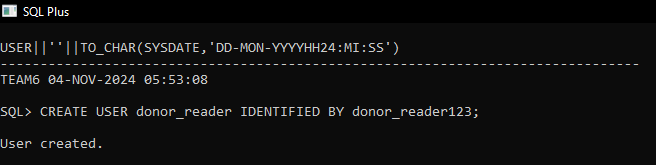 SQL Plus
USER||''||TO_CHAR(SYSDATE,'DD-MON-YYYYHH24:MI:SS')
--------------------------------------------------------------------------------
TEAM6 04-NOV-2024 05:53:08
SQL> CREATE USER donor_reader IDENTIFIED BY donor_reader123;
User created.